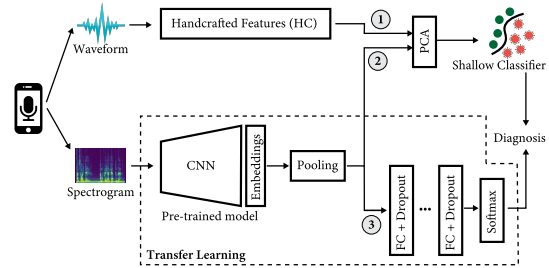 Waveform
Handcrafted Features (HC)
1
2
PCA
Shallow Classifier
Diagnosis
Spectrogram
CNN
Embeddings
Pre-trained model
Pooling
3
FC + Dropout
...
FC + Dropout
Softmax
Transfer Learning